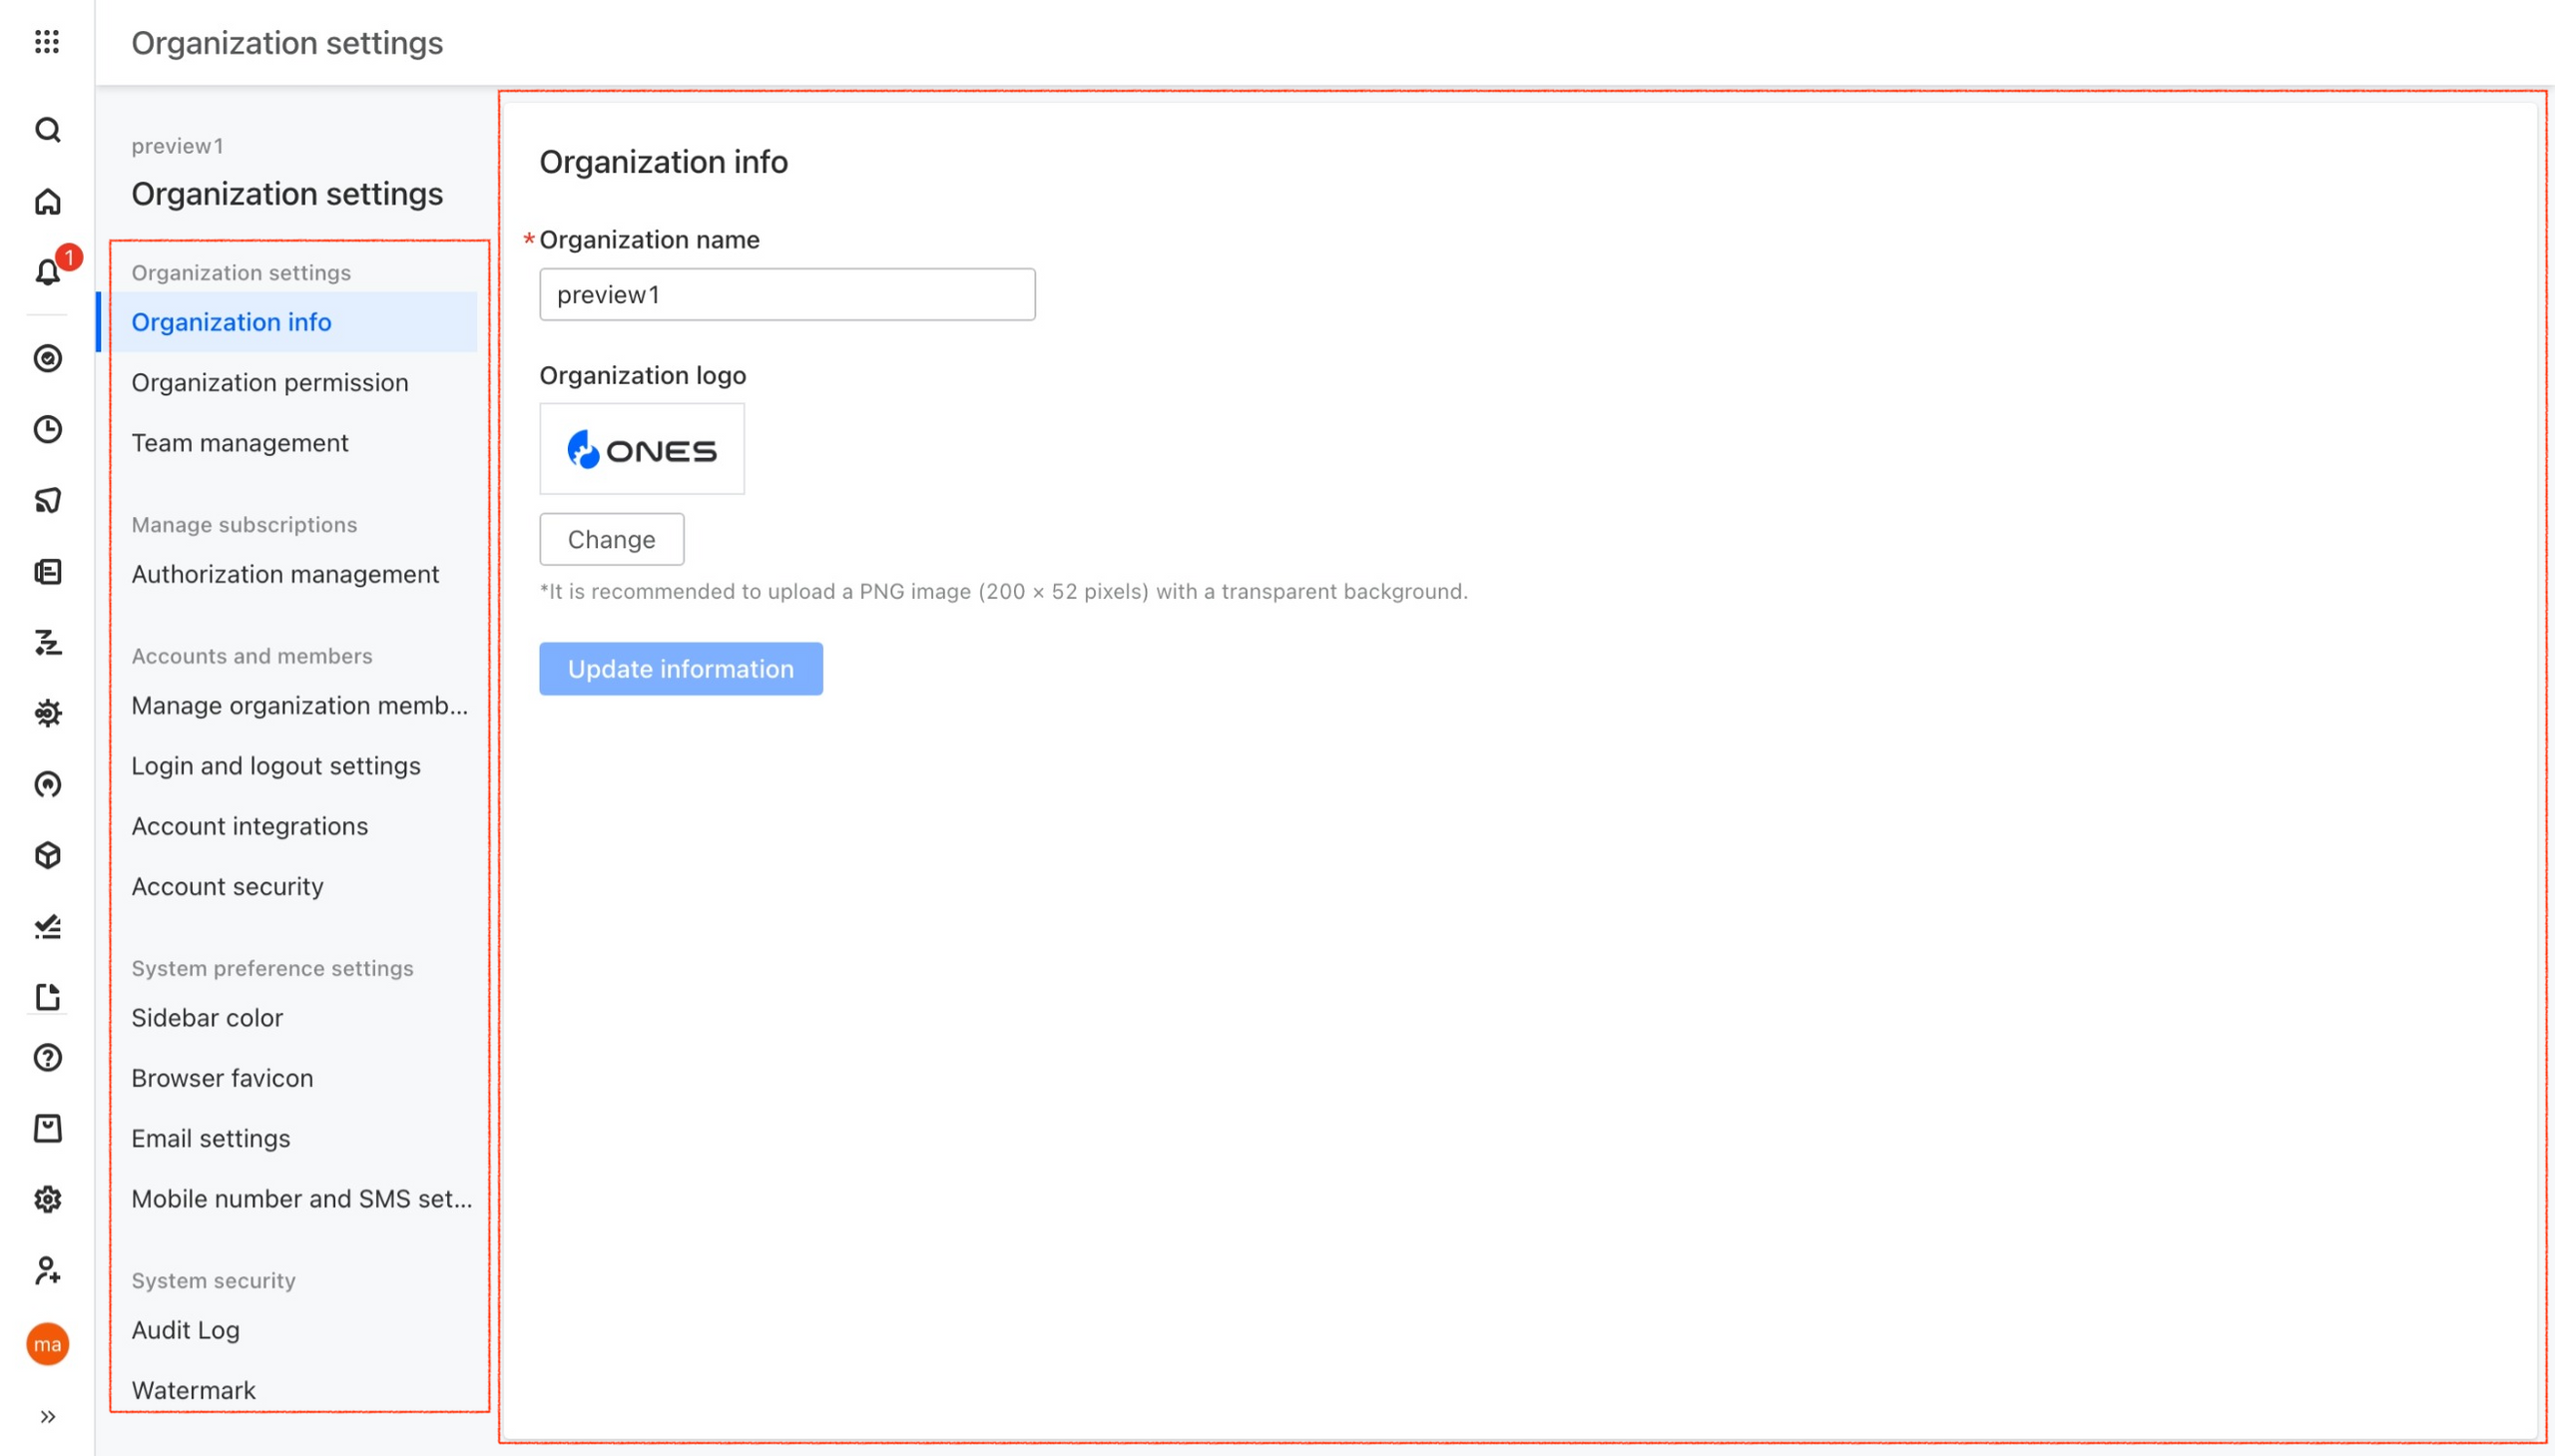 Organization settings
1
ma
preview1
Organization settings
Organization settings
Organization info
Organization permission
Team management
Manage subscriptions
Authorization management
Accounts and members
Manage organization memb...
Login and logout settings
Account integrations
Account security
System preference settings
Sidebar color
Browser favicon
Email settings
Mobile number and SMS set...
System security
Audit Log
Watermark
Organization info
* Organization name
preview1
Organization logo
ONES
Change
*It is recommended to upload a PNG image (200 × 52 pixels) with a transparent background.
Update information